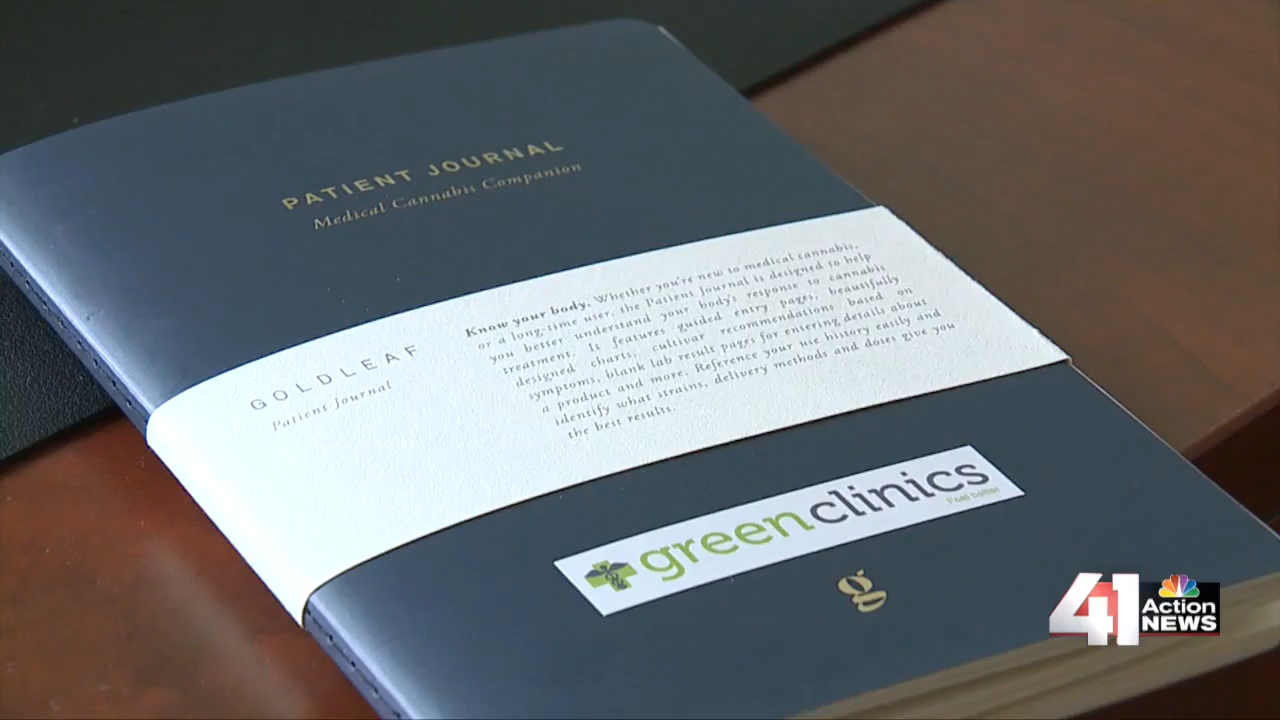 PATIENT JOURNAL
Medical Cannabis Companion
GOLDLEAF
Patient Journal
Know your body. Whether you're new to medical cannabis,
or a long-time user, the Patient Journal is designed to help
you better understand your body's response to cannabis
treatment. It features guided entry pages, beautifully
designed charts, cultivar recommendations based on
symptoms, blank lab result pages for entering details about
a product and more. Reference your use history easily and
identify what strains, delivery methods and doses give you
the best results.
greenclinics
Feel better
g
41 Action
NEWS